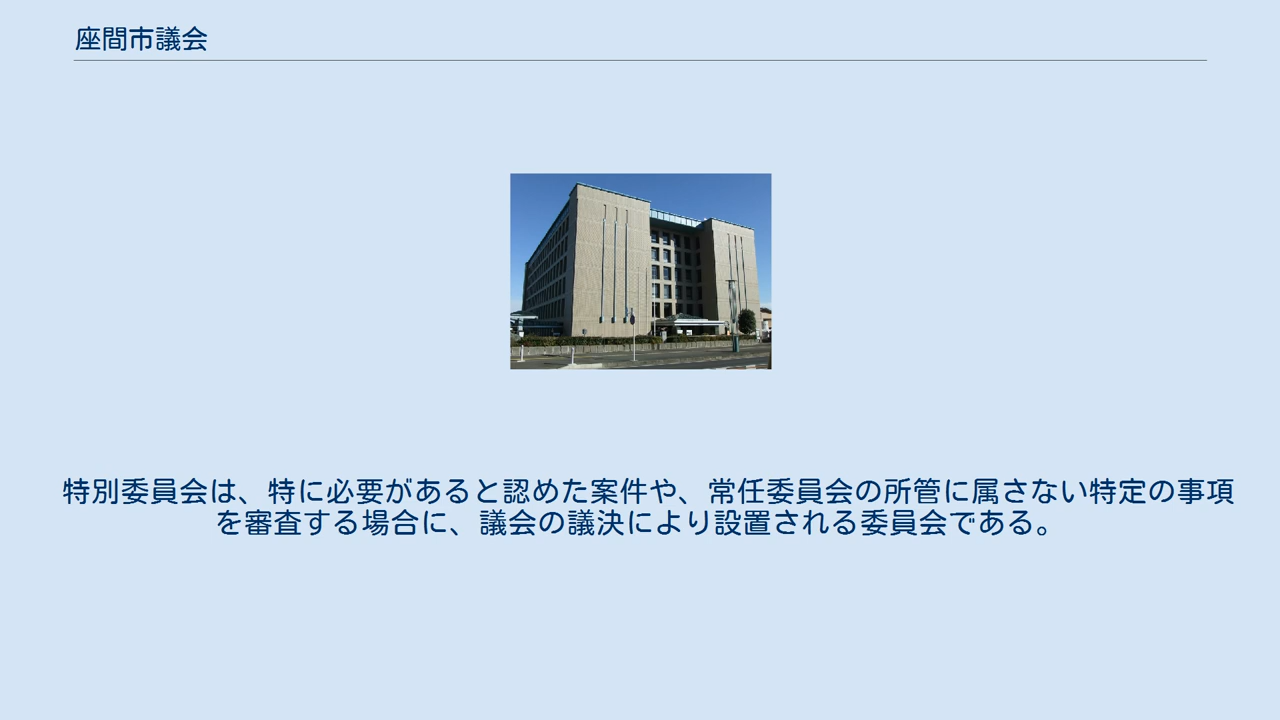 座間市議会
特別委員会は、特に必要があると認めた案件や、常任委員会の所管に属さない特定の事項
を審査する場合に、議会の議決により設置される委員会である。